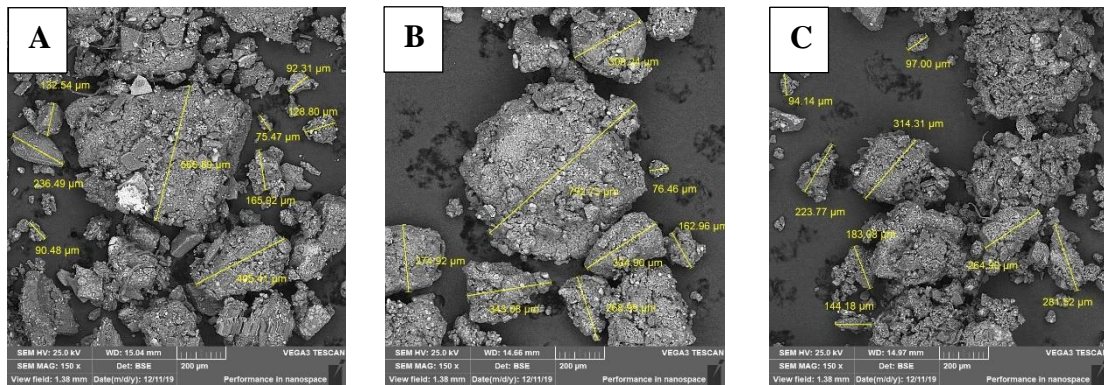 A
132.54 µm
92.31 µm
128.80 µm
75.47 µm
236.49 µm
165.92 µm
90.48 µm
SEM HV: 25.0 kV WD: 15.04 mm VEGA3 TESCAN
SEM MAG: 150 x Det: BSE 200 µm
View field: 1.38 mm Date(m/d/y): 12/11/19 Performance in nanospace
B
76.46 µm
162.96 µm
SEM HV: 25.0 kV WD: 14.66 mm VEGA3 TESCAN
SEM MAG: 150 x Det: BSE 200 µm
View field: 1.38 mm Date(m/d/y): 12/11/19 Performance in nanospace
C
97.00 µm
94.14 µm
314.31 µm
223.77 µm
183.08 µm
264.90 µm
281.52 µm
144.18 µm
SEM HV: 25.0 kV WD: 14.97 mm VEGA3 TESCAN
SEM MAG: 150 x Det: BSE 200 µm
View field: 1.38 mm Date(m/d/y): 12/11/19 Performance in nanospace